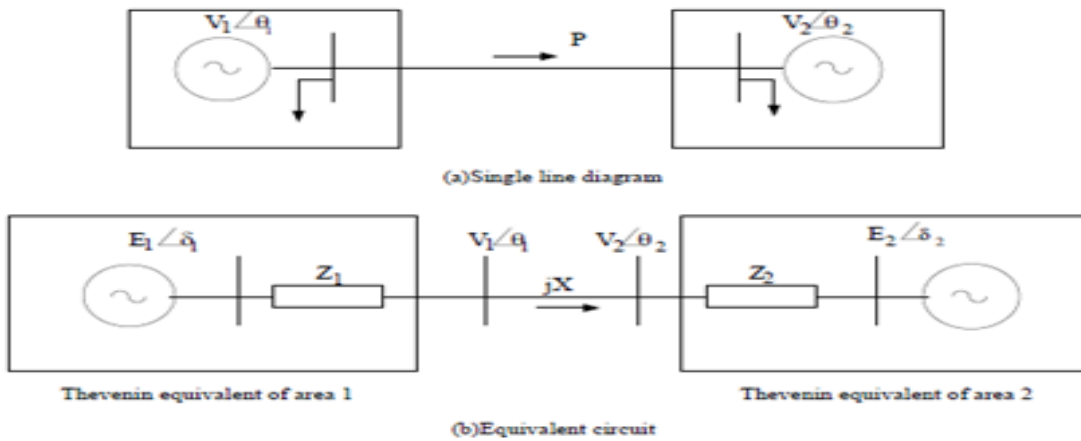 V₁∠θ₁
P
V₂∠θ₂
(a)Single line diagram
E₁∠δ₁
Z₁
V₁∠θ₁
jX
V₂∠θ₂
Z₂
E₂∠δ₂
Thevenin equivalent of area 1
Thevenin equivalent of area 2
(b)Equivalent circuit